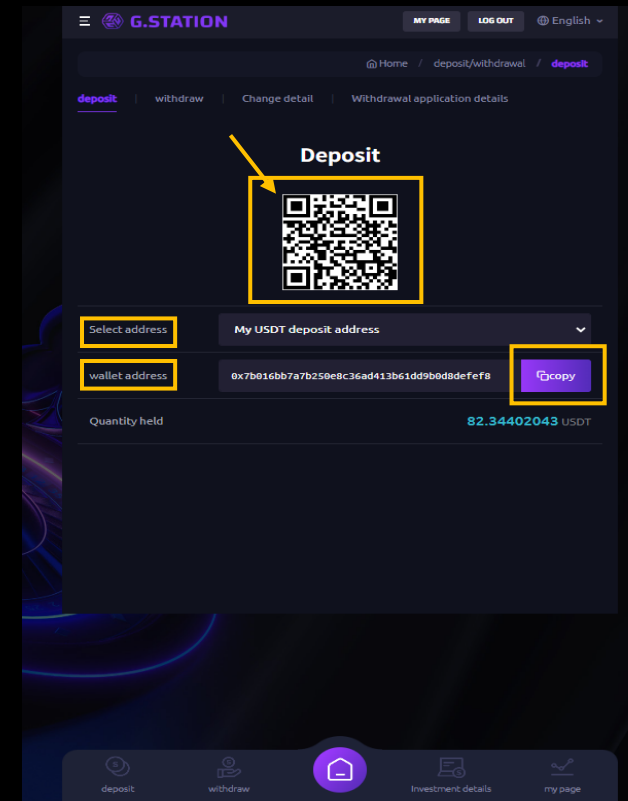 G.STATION
MY PAGE LOG OUT English
Home / deposit/withdrawal / deposit
deposit | withdraw | Change detail | Withdrawal application details
Deposit
Select address My USDT deposit address
wallet address 0x7b016bb7a7b250e8c36ad413b61dd9b0d8defef8 copy
Quantity held 82.34402043 USDT
deposit withdraw Investment details my page